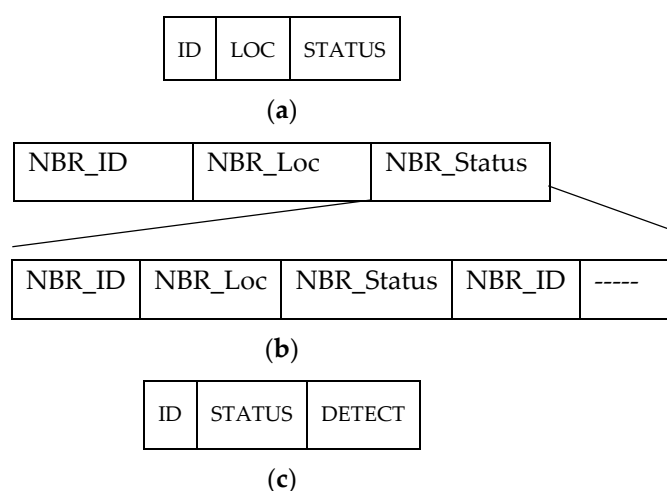 ID LOC STATUS
(a)
NBR_ID NBR_Loc NBR_Status
NBR_ID NBR_Loc NBR_Status NBR_ID -----
(b)
ID STATUS DETECT
(c)